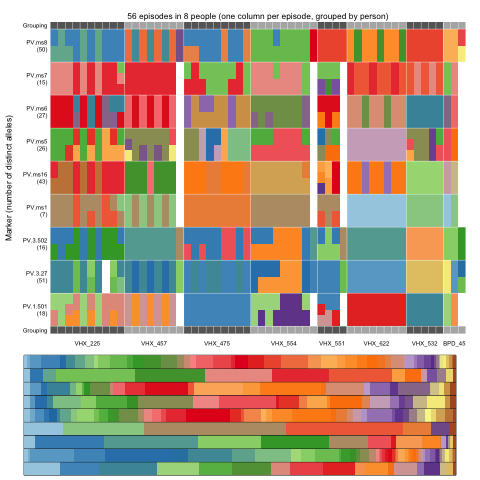 56 episodes in 8 people (one column per episode, grouped by person)
Grouping
PV.ms8
(50)
PV.ms7
(15)
PV.ms6
(27)
PV.ms5
(26)
PV.ms16
(43)
PV.ms1
(7)
PV.3.502
(16)
PV.3.27
(51)
PV.1.501
(18)
Grouping
Marker (number of distinct alleles)
VHX_225 VHX_457 VHX_475 VHX_554 VHX_551 VHX_622 VHX_532 BPD_45